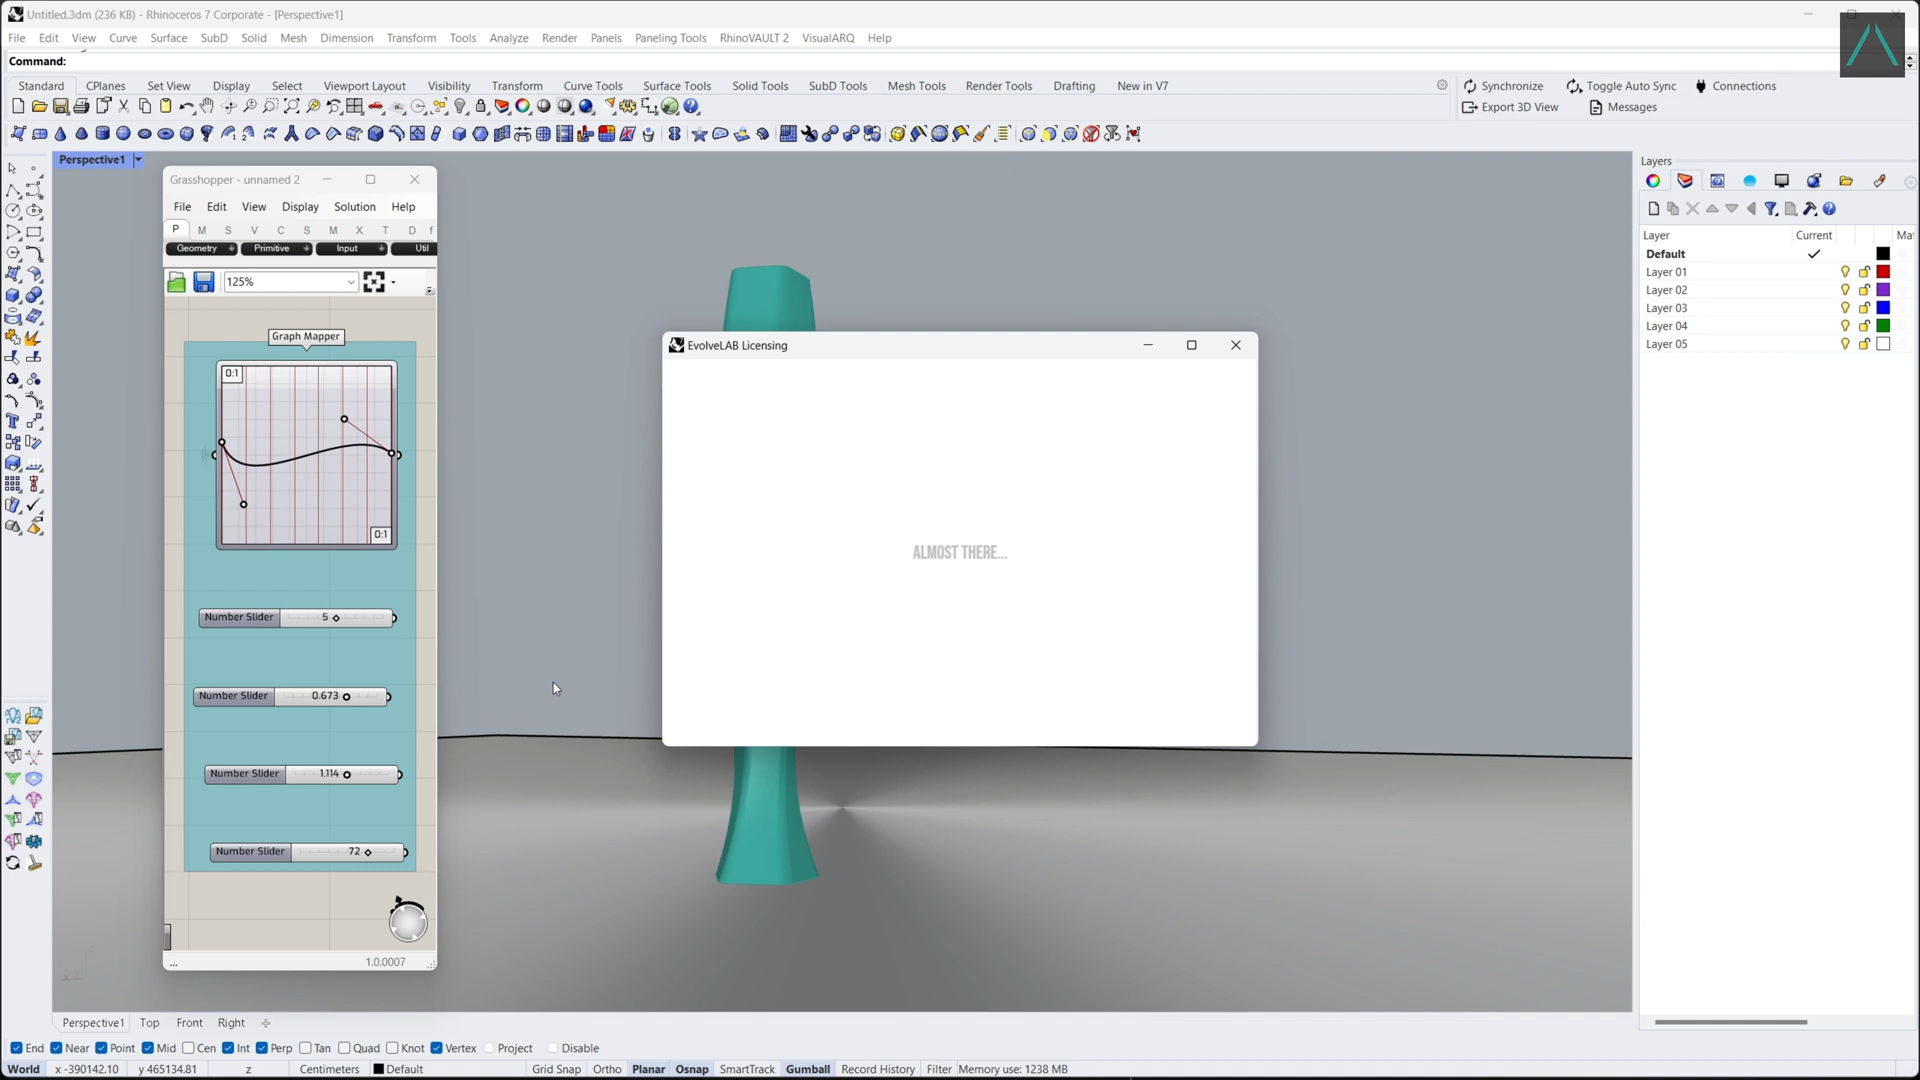 Untitled.3dm (236 KB) - Rhinoceros 7 Corporate - [Perspective1]
File Edit View Curve Surface SubD Solid Mesh Dimension Transform Tools Analyze Render Panels Paneling Tools RhinoVAULT 2 VisualARQ Help
Command:
Standard CPlanes Set View Display Select Viewport Layout Visibility Transform Curve Tools Surface Tools Solid Tools SubD Tools Mesh Tools Render Tools Drafting New in V7
Synchronize Toggle Auto Sync Connections
Export 3D View Messages
Perspective1
Grasshopper - unnamed 2
File Edit View Display Solution Help
P M S V C S M X T D f
Geometry Primitive Input Util
125%
Graph Mapper
0:1
0:1
Number Slider 5
Number Slider 0.673
Number Slider 1.114
Number Slider 72
... 1.0.0007
EvolveLAB Licensing
ALMOST THERE...
Layers
Layer Current Ma
Default
Layer 01
Layer 02
Layer 03
Layer 04
Layer 05
Perspective1 Top Front Right
End Near Point Mid Cen Int Perp Tan Quad Knot Vertex Project Disable
World x -390142.10 y 465134.81 z Centimeters Default Grid Snap Ortho Planar Osnap SmartTrack Gumball Record History Filter Memory use: 1238 MB